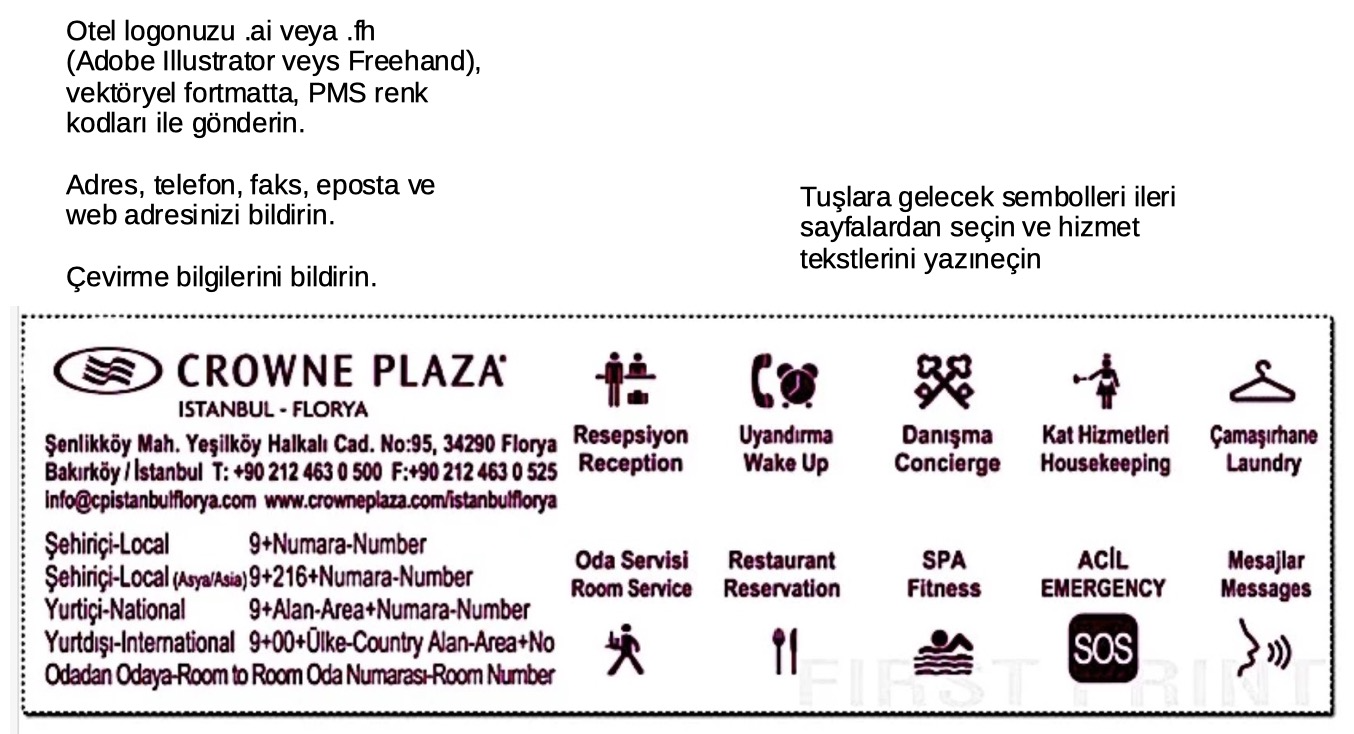 Otel logonuzu .ai veya .fh
(Adobe Illustrator veys Freehand),
vektöryel fortmatta, PMS renk
kodları ile gönderin.
Adres, telefon, faks, eposta ve
web adresinizi bildirin.
Çevirme bilgilerini bildirin.
Tuşlara gelecek sembolleri ileri
sayfalardan seçin ve hizmet
tekstlerini yazıneçin
CROWNE PLAZA
ISTANBUL - FLORYA
Şenlikköy Mah. Yeşilköy Halkalı Cad. No:95, 34290 Florya
Bakırköy / İstanbul T: +90 212 463 0 500 F:+90 212 463 0 525
info@cpistanbulflorya.com www.crowneplaza.com/istanbulflorya
Şehiriçi-Local 9+Numara-Number
Şehiriçi-Local (Asya/Asia) 9+216+Numara-Number
Yurtiçi-National 9+Alan-Area+Numara-Number
Yurtdışı-International 9+00+Ülke-Country Alan-Area+No
Odadan Odaya-Room to Room Oda Numarası-Room Number
Resepsiyon
Reception
Uyandırma
Wake Up
Danışma
Concierge
Kat Hizmetleri
Housekeeping
Çamaşırhane
Laundry
Oda Servisi
Room Service
Restaurant
Reservation
SPA
Fitness
ACİL
EMERGENCY
SOS
Mesajlar
Messages
FIRST PRINT